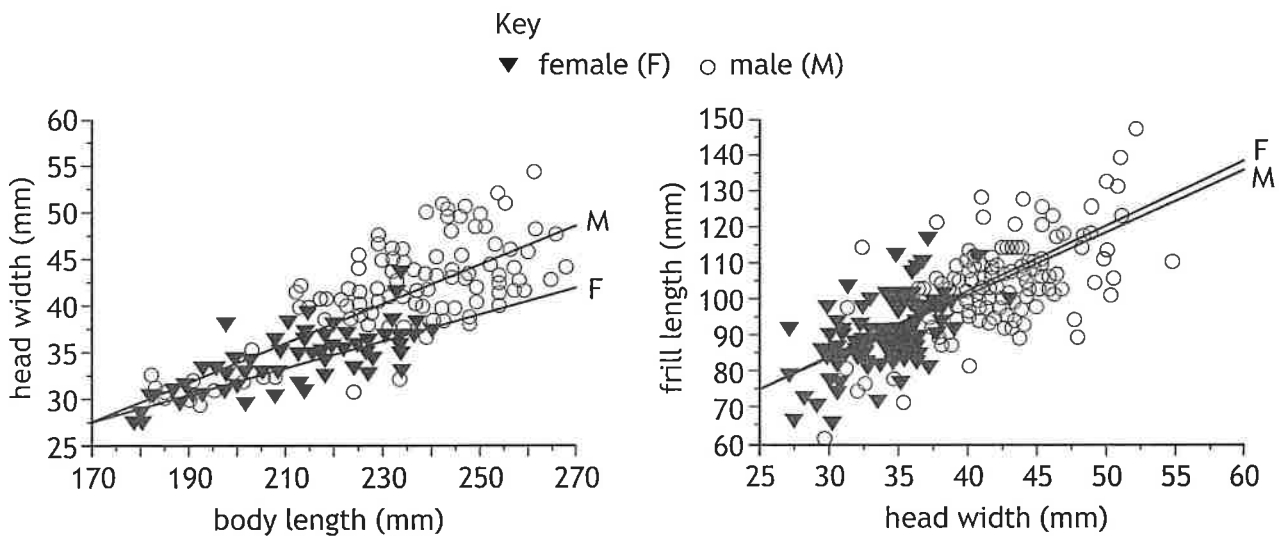 Key
female (F) male (M)
60
55
50
45
40
35
30
25
head width (mm)
M
F
170 190 210 230 250 270
body length (mm)
150
140
130
120
110
100
90
80
70
60
frill length (mm)
F
M
25 30 35 40 45 50 55 60
head width (mm)